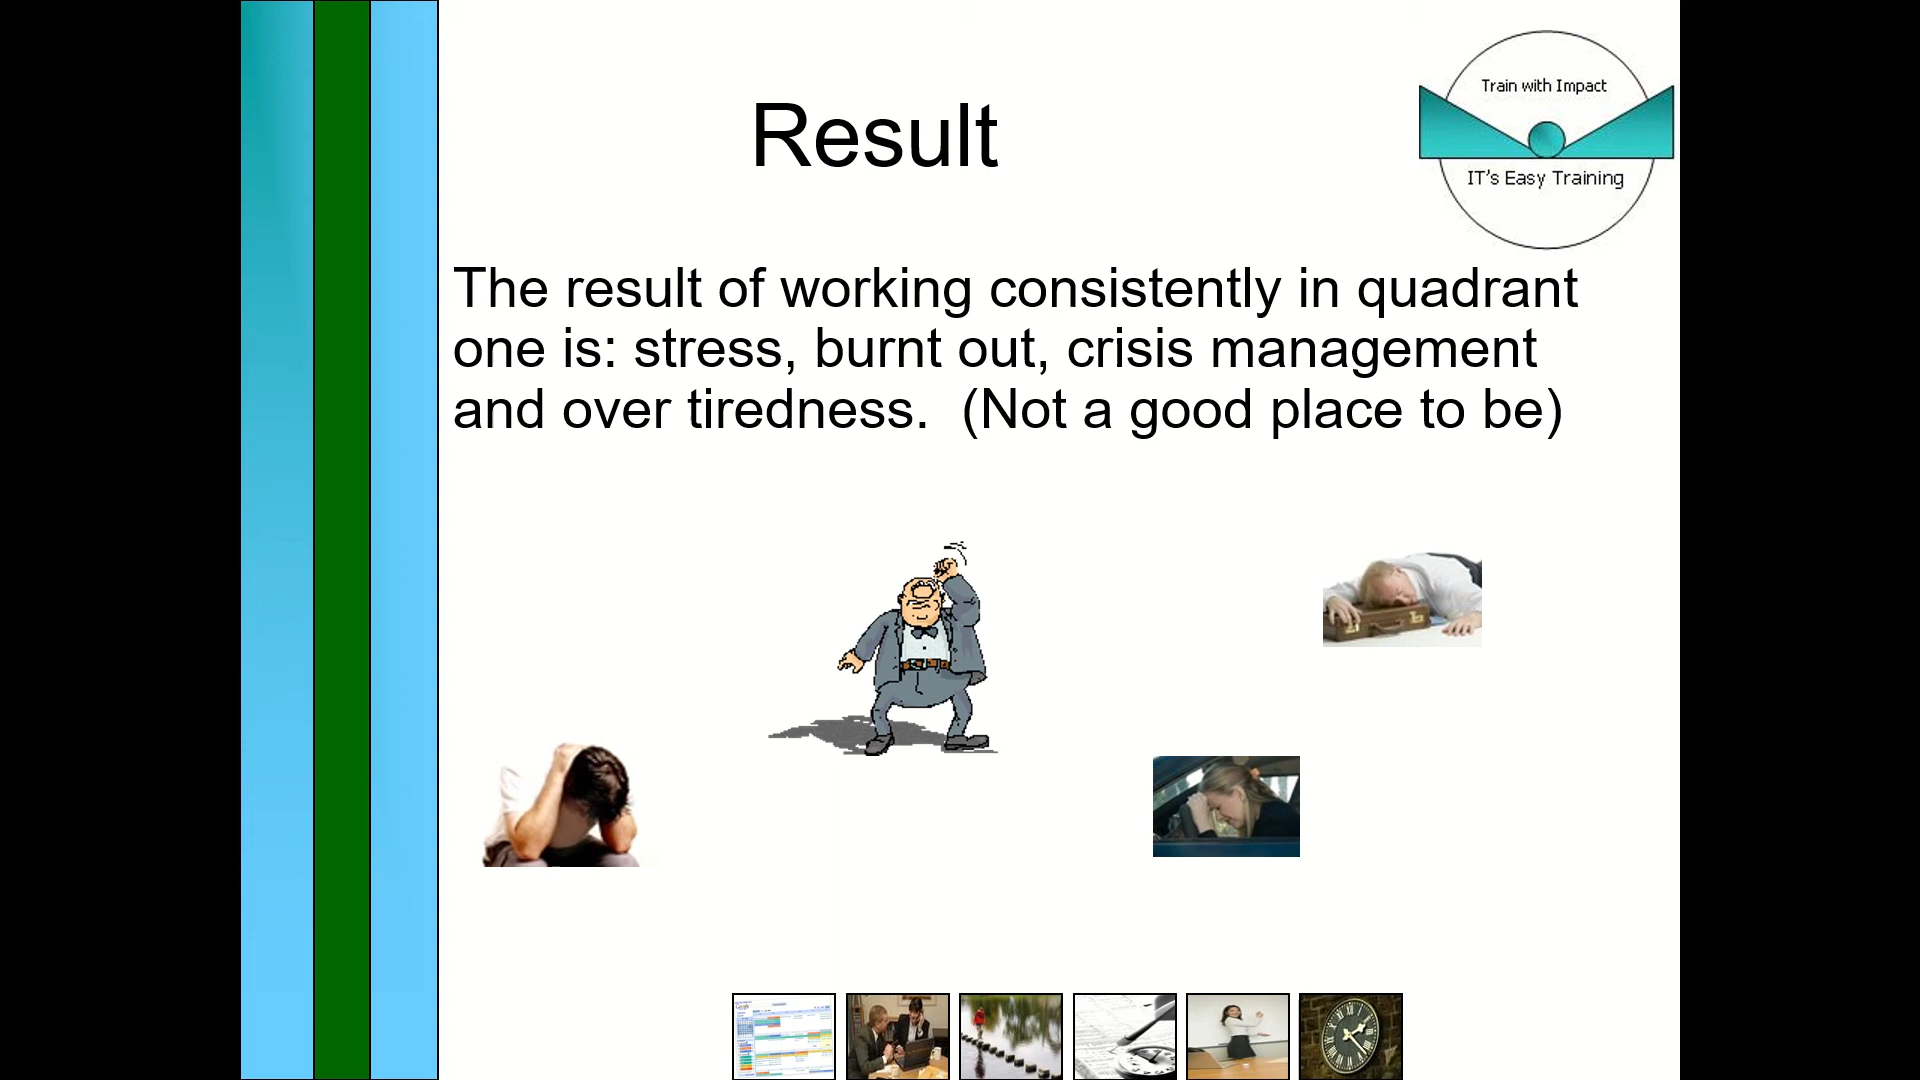 Train with Impact
Result
IT's Easy Training
The result of working consistently in quadrant
one is: stress, burnt out, crisis management
and over tiredness.  (Not a good place to be)